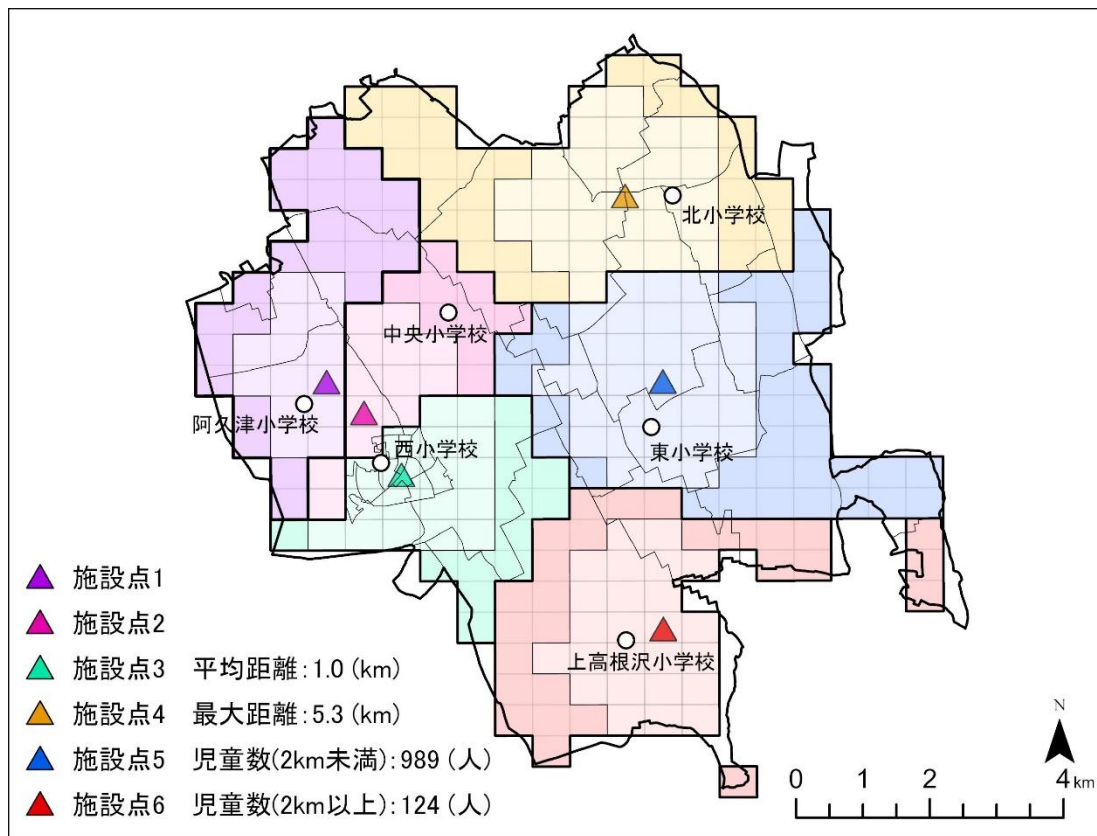 北小学校
中央小学校
阿久津小学校
西小学校
東小学校
上高根沢小学校
施設点1
施設点2
施設点3 平均距離:1.0 (km)
施設点4 最大距離:5.3 (km)
施設点5 児童数(2km未満):989 (人)
施設点6 児童数(2km以上):124 (人)
N
0 1 2 4 km